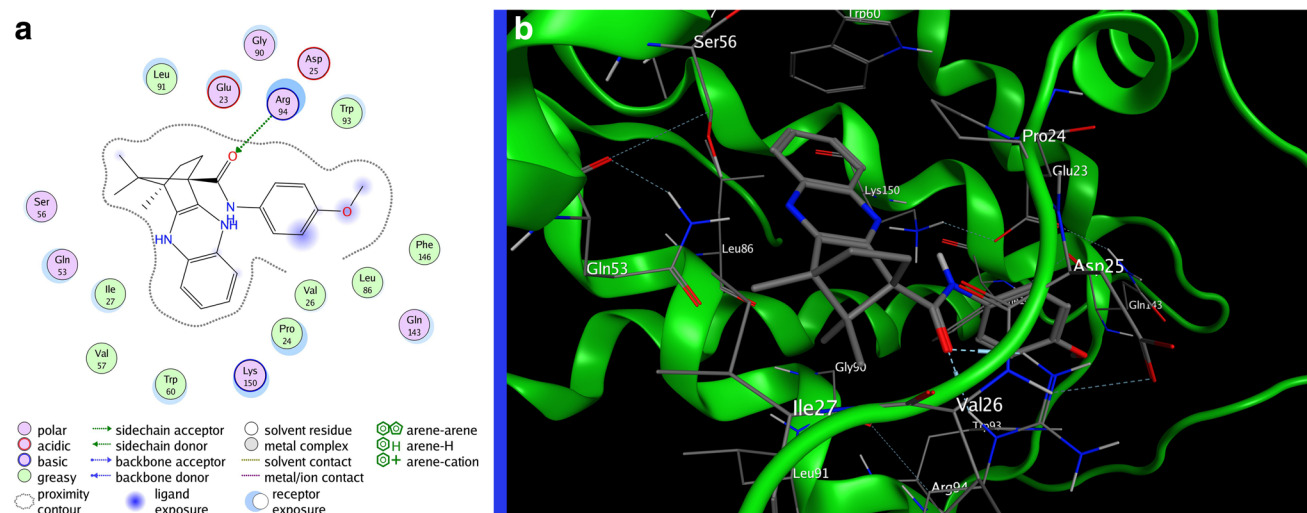 a
Gly
90
Asp
25
Leu
91
Glu
23
Arg
94
Trp
93
O
N
H
O
NH
HN
Ser
56
Gln
53
Ile
27
Val
57
Trp
60
Lys
150
Pro
24
Val
26
Leu
86
Phe
146
Gln
143
polar
acidic
basic
greasy
proximity
contour
sidechain acceptor
sidechain donor
backbone acceptor
backbone donor
ligand
exposure
solvent residue
metal complex
solvent contact
metal/ion contact
receptor
exposure
arene-arene
H arene-H
+ arene-cation
b
Trp60
Ser56
Pro24
Glu23
Lys150
Leu86
Gln53
Asp25
Gln143
Gly90
Ile27
Val26
Trp93
Leu91
Arg94